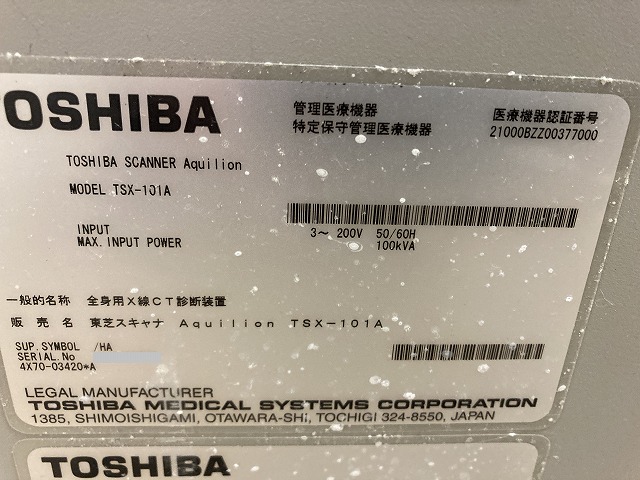 TOSHIBA
管理医療機器
特定保守管理医療機器
医療機器認証番号
21000BZZ00377000
TOSHIBA SCANNER Aquilion
MODEL TSX-101A
INPUT 3～ 200V 50/60H
MAX. INPUT POWER 100kVA
一般的名称 全身用X線CT診断装置
販売名 東芝スキャナ Aquilion TSX-101A
SUP. SYMBOL /HA
SERIAL. No
4X70-03420*A
LEGAL MANUFACTURER
TOSHIBA MEDICAL SYSTEMS CORPORATION
1385, SHIMOISHIGAMI, OTAWARA-SHI, TOCHIGI 324-8550, JAPAN
TOSHIBA